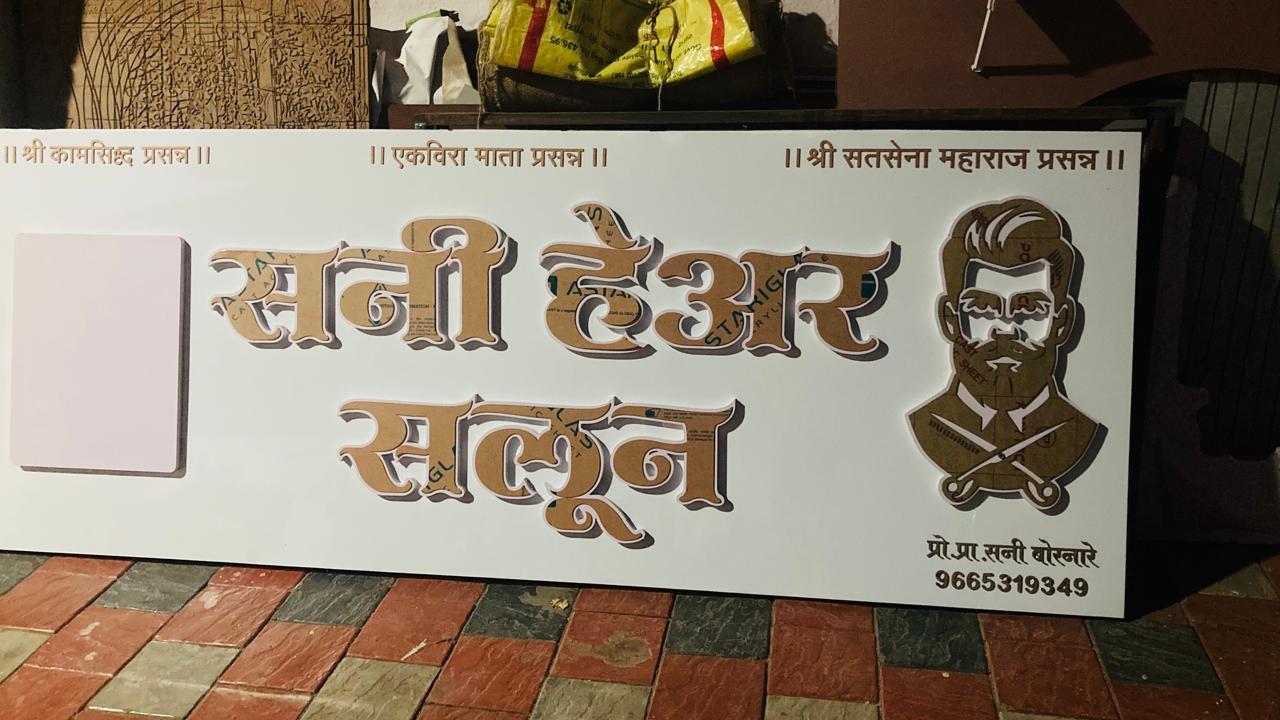 ।। श्री कामसिध्द प्रसन्न ।।
।। एकविरा माता प्रसन्न ।।
।। श्री सतसेना महाराज प्रसन्न ।।
सनी हेअर
सलून
प्रो.प्रा.सनी बोरनारे
9665319349